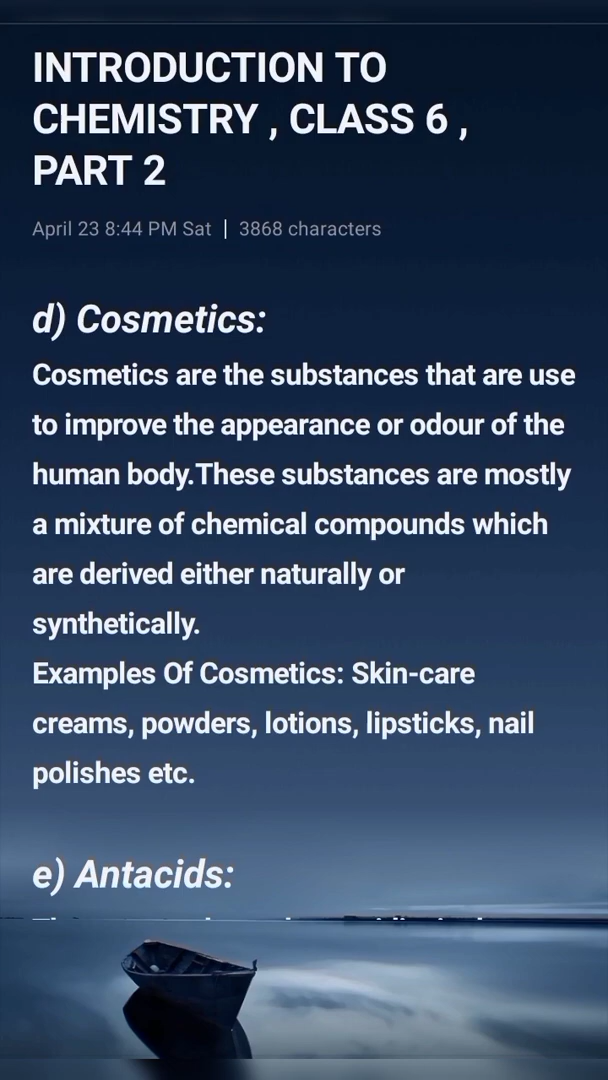 INTRODUCTION TO
CHEMISTRY , CLASS 6 ,
PART 2
April 23 8:44 PM Sat | 3868 characters
d) Cosmetics:
Cosmetics are the substances that are use
to improve the appearance or odour of the
human body.These substances are mostly
a mixture of chemical compounds which
are derived either naturally or
synthetically.
Examples Of Cosmetics: Skin-care
creams, powders, lotions, lipsticks, nail
polishes etc.
e) Antacids: